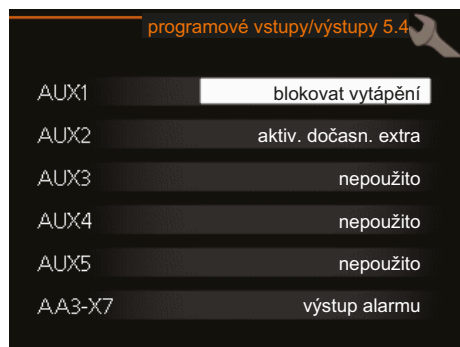 programové vstupy/výstupy 5.4
AUX1 blokovat vytápění
AUX2 aktiv. dočasn. extra
AUX3 nepoužito
AUX4 nepoužito
AUX5 nepoužito
AA3-X7 výstup alarmu